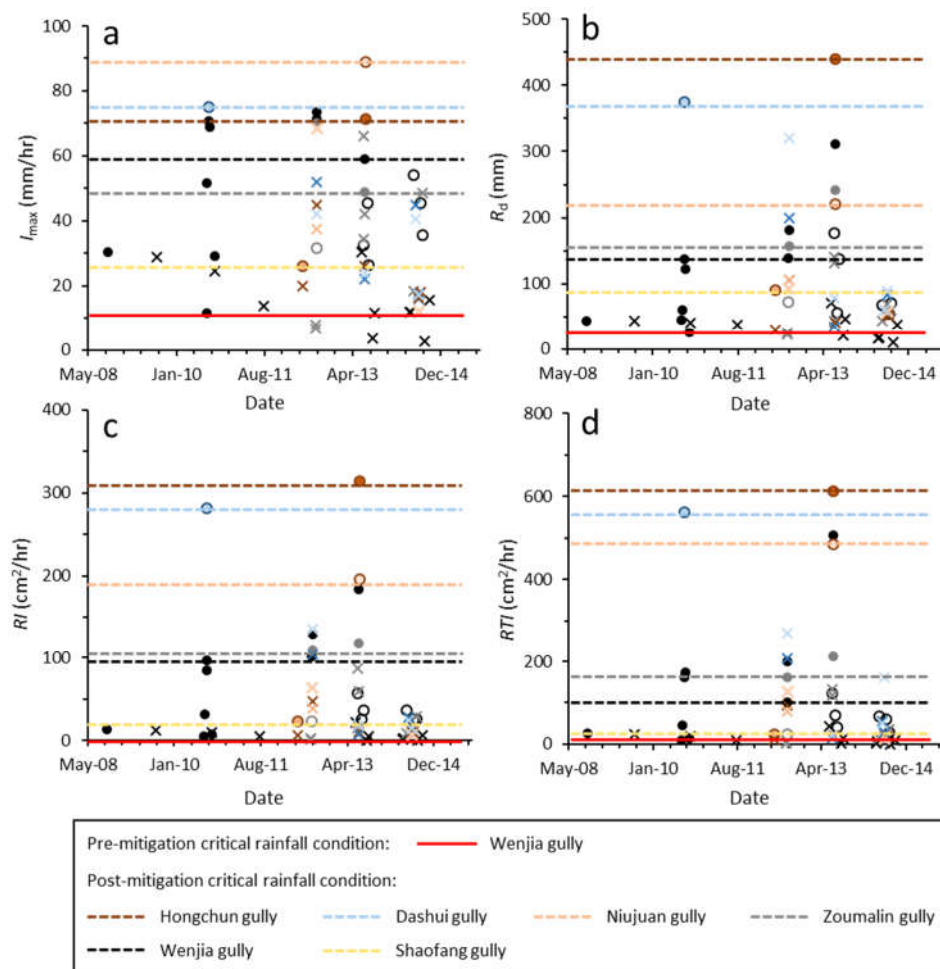 a
100
80
60
40
20
0
I max (mm/hr)
May-08 Jan-10 Aug-11 Apr-13 Dec-14
Date
b
500
400
300
200
100
0
R d (mm)
May-08 Jan-10 Aug-11 Apr-13 Dec-14
Date
c
400
300
200
100
0
RI (cm²/hr)
May-08 Jan-10 Aug-11 Apr-13 Dec-14
Date
d
800
600
400
200
0
RTI (cm²/hr)
May-08 Jan-10 Aug-11 Apr-13 Dec-14
Date
Pre-mitigation critical rainfall condition: Wenjia gully
Post-mitigation critical rainfall condition:
Hongchun gully Dashui gully Niujuan gully Zoumalin gully
Wenjia gully Shaofang gully